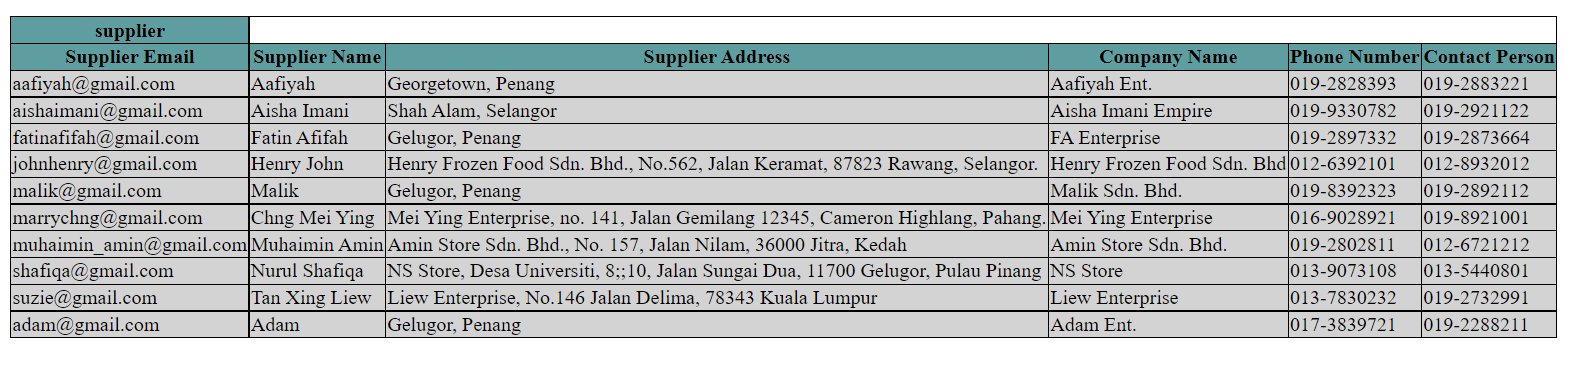 supplier
Supplier Email Supplier Name Supplier Address Company Name Phone Number Contact Person
aafiyah@gmail.com Aafiyah Georgetown, Penang Aafiyah Ent. 019-2828393 019-2883221
aishaimani@gmail.com Aisha Imani Shah Alam, Selangor Aisha Imani Empire 019-9330782 019-2921122
fatinafifah@gmail.com Fatin Afifah Gelugor, Penang FA Enterprise 019-2897332 019-2873664
johnhenry@gmail.com Henry John Henry Frozen Food Sdn. Bhd., No.562, Jalan Keramat, 87823 Rawang, Selangor. Henry Frozen Food Sdn. Bhd 012-6392101 012-8932012
malik@gmail.com Malik Gelugor, Penang Malik Sdn. Bhd. 019-8392323 019-2892112
marrychng@gmail.com Chng Mei Ying Mei Ying Enterprise, no. 141, Jalan Gemilang 12345, Cameron Highlang, Pahang. Mei Ying Enterprise 016-9028921 019-8921001
muhaimin_amin@gmail.com Muhaimin Amin Amin Store Sdn. Bhd., No. 157, Jalan Nilam, 36000 Jitra, Kedah Amin Store Sdn. Bhd. 019-2802811 012-6721212
shafiqa@gmail.com Nurul Shafiqa NS Store, Desa Universiti, 8;;10, Jalan Sungai Dua, 11700 Gelugor, Pulau Pinang NS Store 013-9073108 013-5440801
suzie@gmail.com Tan Xing Liew Liew Enterprise, No.146 Jalan Delima, 78343 Kuala Lumpur Liew Enterprise 013-7830232 019-2732991
adam@gmail.com Adam Gelugor, Penang Adam Ent. 017-3839721 019-2288211